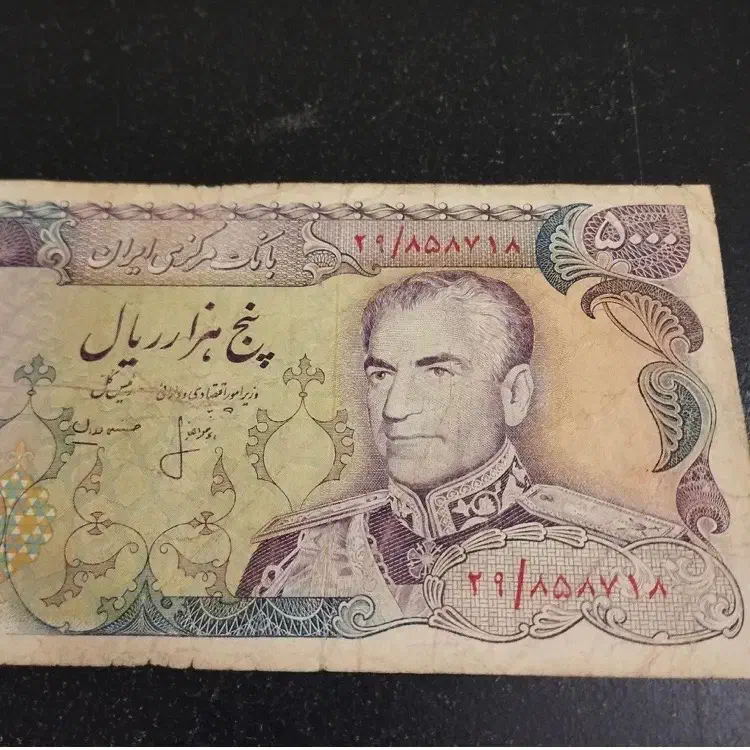 بانک مرکزی ایران
۲۹/۸۵۸۷۱۸
۵۰۰۰
پنج هزار ریال
وزیر امور اقتصادی و دارائی
رئیس کل
۲۹/۸۵۸۷۱۸